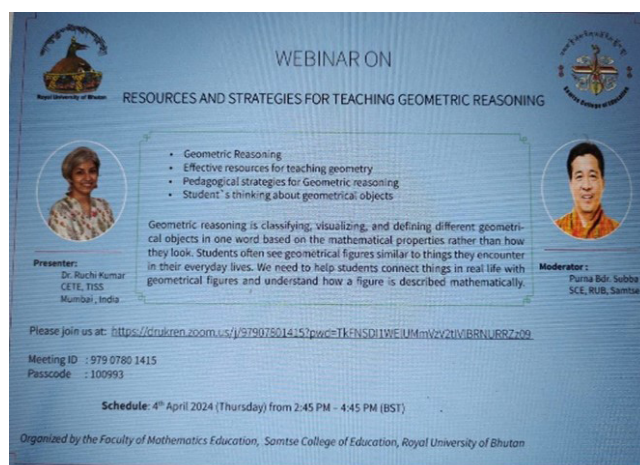 WEBINAR ON
Royal University of Bhutan
Samtse College of Education
RESOURCES AND STRATEGIES FOR TEACHING GEOMETRIC REASONING
• Geometric Reasoning
• Effective resources for teaching geometry
• Pedagogical strategies for Geometric reasoning
• Student`s thinking about geometrical objects
Geometric reasoning is classifying, visualizing, and defining different geometri-
cal objects in one word based on the mathematical properties rather than how
they look. Students often see geometrical figures similar to things they encounter
in their everyday lives. We need to help students connect things in real life with
geometrical figures and understand how a figure is described mathematically.
Presenter:
Dr. Ruchi Kumar
CETE, TISS
Mumbai, India
Moderator :
Purna Bdr. Subba
SCE, RUB, Samtse
Please join us at:
Meeting ID : 979 0780 1415
Passcode : 100993
Schedule: 4th April 2024 (Thursday) from 2:45 PM – 4:45 PM (BST)
Organized by the Faculty of Mathematics Education, Samtse College of Education, Royal University of Bhutan